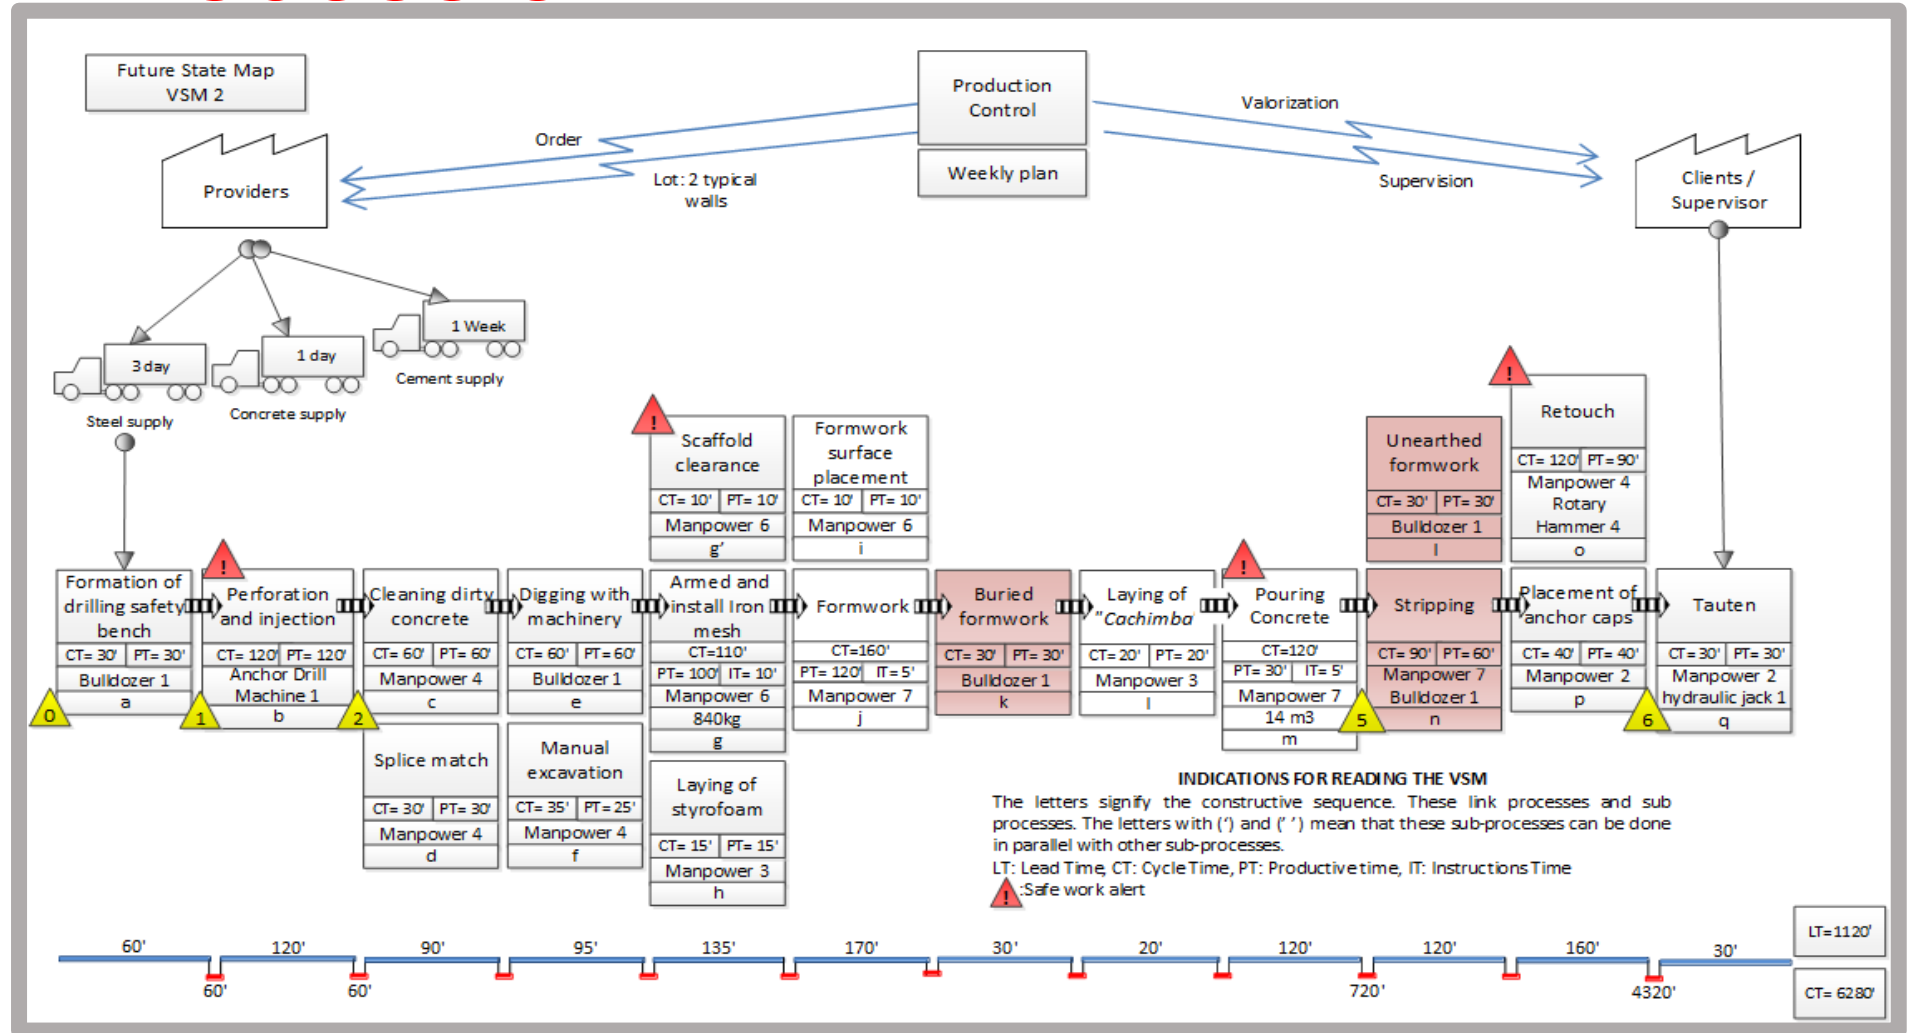 Future State Map
VSM 2
Production
Control
Weekly plan
Order
Lot: 2 typical
walls
Valorization
Supervision
Providers
Clients /
Supervisor
3 day
Steel supply
1 day
Concrete supply
1 Week
Cement supply
!
Scaffold
clearance
CT= 10' PT= 10'
Manpower 6
g'
Formwork
surface
placement
CT= 10' PT= 10'
Manpower 6
i
Unearthed
formwork
CT= 30' PT= 30'
Bulldozer 1
l
!
Retouch
CT= 120' PT= 90'
Manpower 4
Rotary
Hammer 4
o
Formation of
drilling safety
bench
CT= 30' PT= 30'
Bulldozer 1
a
0
!
Perforation
and injection
CT= 120' PT= 120'
Anchor Drill
Machine 1
b
1
Cleaning dirty
concrete
CT= 60' PT= 60'
Manpower 4
c
2
Digging with
machinery
CT= 60' PT= 60'
Bulldozer 1
e
Armed and
install Iron
mesh
CT=110'
PT= 100' IT= 10'
Manpower 6
840kg
g
Formwork
CT=160'
PT= 120' IT= 5'
Manpower 7
j
Buried
formwork
CT= 30' PT= 30'
Bulldozer 1
k
Laying of
"Cachimba
CT= 20' PT= 20'
Manpower 3
l
!
Pouring
Concrete
CT=120'
PT= 30' IT= 5'
Manpower 7
14 m3
m
5
Stripping
CT= 90' PT= 60'
Manpower 7
Bulldozer 1
n
Placement of
anchor caps
CT= 40' PT= 40'
Manpower 2
p
6
Tauten
CT= 30' PT= 30'
Manpower 2
hydraulic jack 1
q
Splice match
CT= 30' PT= 30'
Manpower 4
d
Manual
excavation
CT= 35' PT= 25'
Manpower 4
f
Laying of
styrofoam
CT= 15' PT= 15'
Manpower 3
h
INDICATIONS FOR READING THE VSM
The letters signify the constructive sequence. These link processes and sub
processes. The letters with (') and (' ') mean that these sub-processes can be done
in parallel with other sub-processes.
LT: Lead Time, CT: Cycle Time, PT: Productive time, IT: Instructions Time
! :Safe work alert
60' 120' 90' 95' 135' 170' 30' 20' 120' 120' 160' 30'
60' 60' 720' 4320'
LT=1120'
CT= 6280'